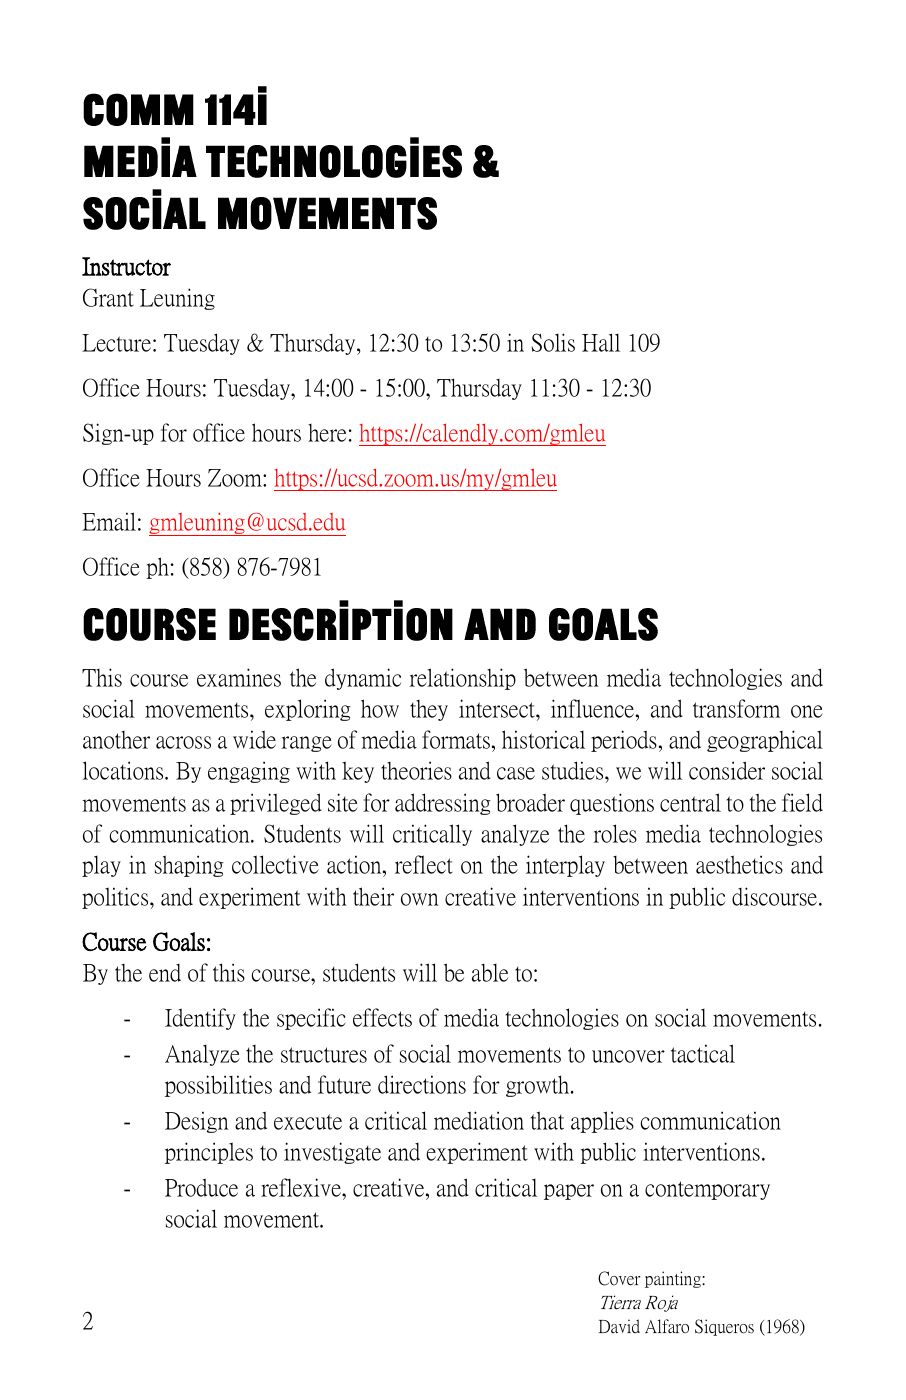 COMM 114i
MEDiA TECHNOLOGiES &
SOCiAL MOVEMENTS
Instructor
Grant Leuning
Lecture: Tuesday & Thursday, 12:30 to 13:50 in Solis Hall 109
Office Hours: Tuesday, 14:00 - 15:00, Thursday 11:30 - 12:30
Sign-up for office hours here: https://calendly.com/gmleu
Office Hours Zoom: https://ucsd.zoom.us/my/gmleu
Email: gmleuning@ucsd.edu
Office ph: (858) 876-7981
COURSE DESCRiPTiON AND GOALS
This course examines the dynamic relationship between media technologies and
social movements, exploring how they intersect, influence, and transform one
another across a wide range of media formats, historical periods, and geographical
locations. By engaging with key theories and case studies, we will consider social
movements as a privileged site for addressing broader questions central to the field
of communication. Students will critically analyze the roles media technologies
play in shaping collective action, reflect on the interplay between aesthetics and
politics, and experiment with their own creative interventions in public discourse.
Course Goals:
By the end of this course, students will be able to:
- Identify the specific effects of media technologies on social movements.
- Analyze the structures of social movements to uncover tactical
possibilities and future directions for growth.
- Design and execute a critical mediation that applies communication
principles to investigate and experiment with public interventions.
- Produce a reflexive, creative, and critical paper on a contemporary
social movement.
Cover painting:
Tierra Roja
David Alfaro Siqueros (1968)
2